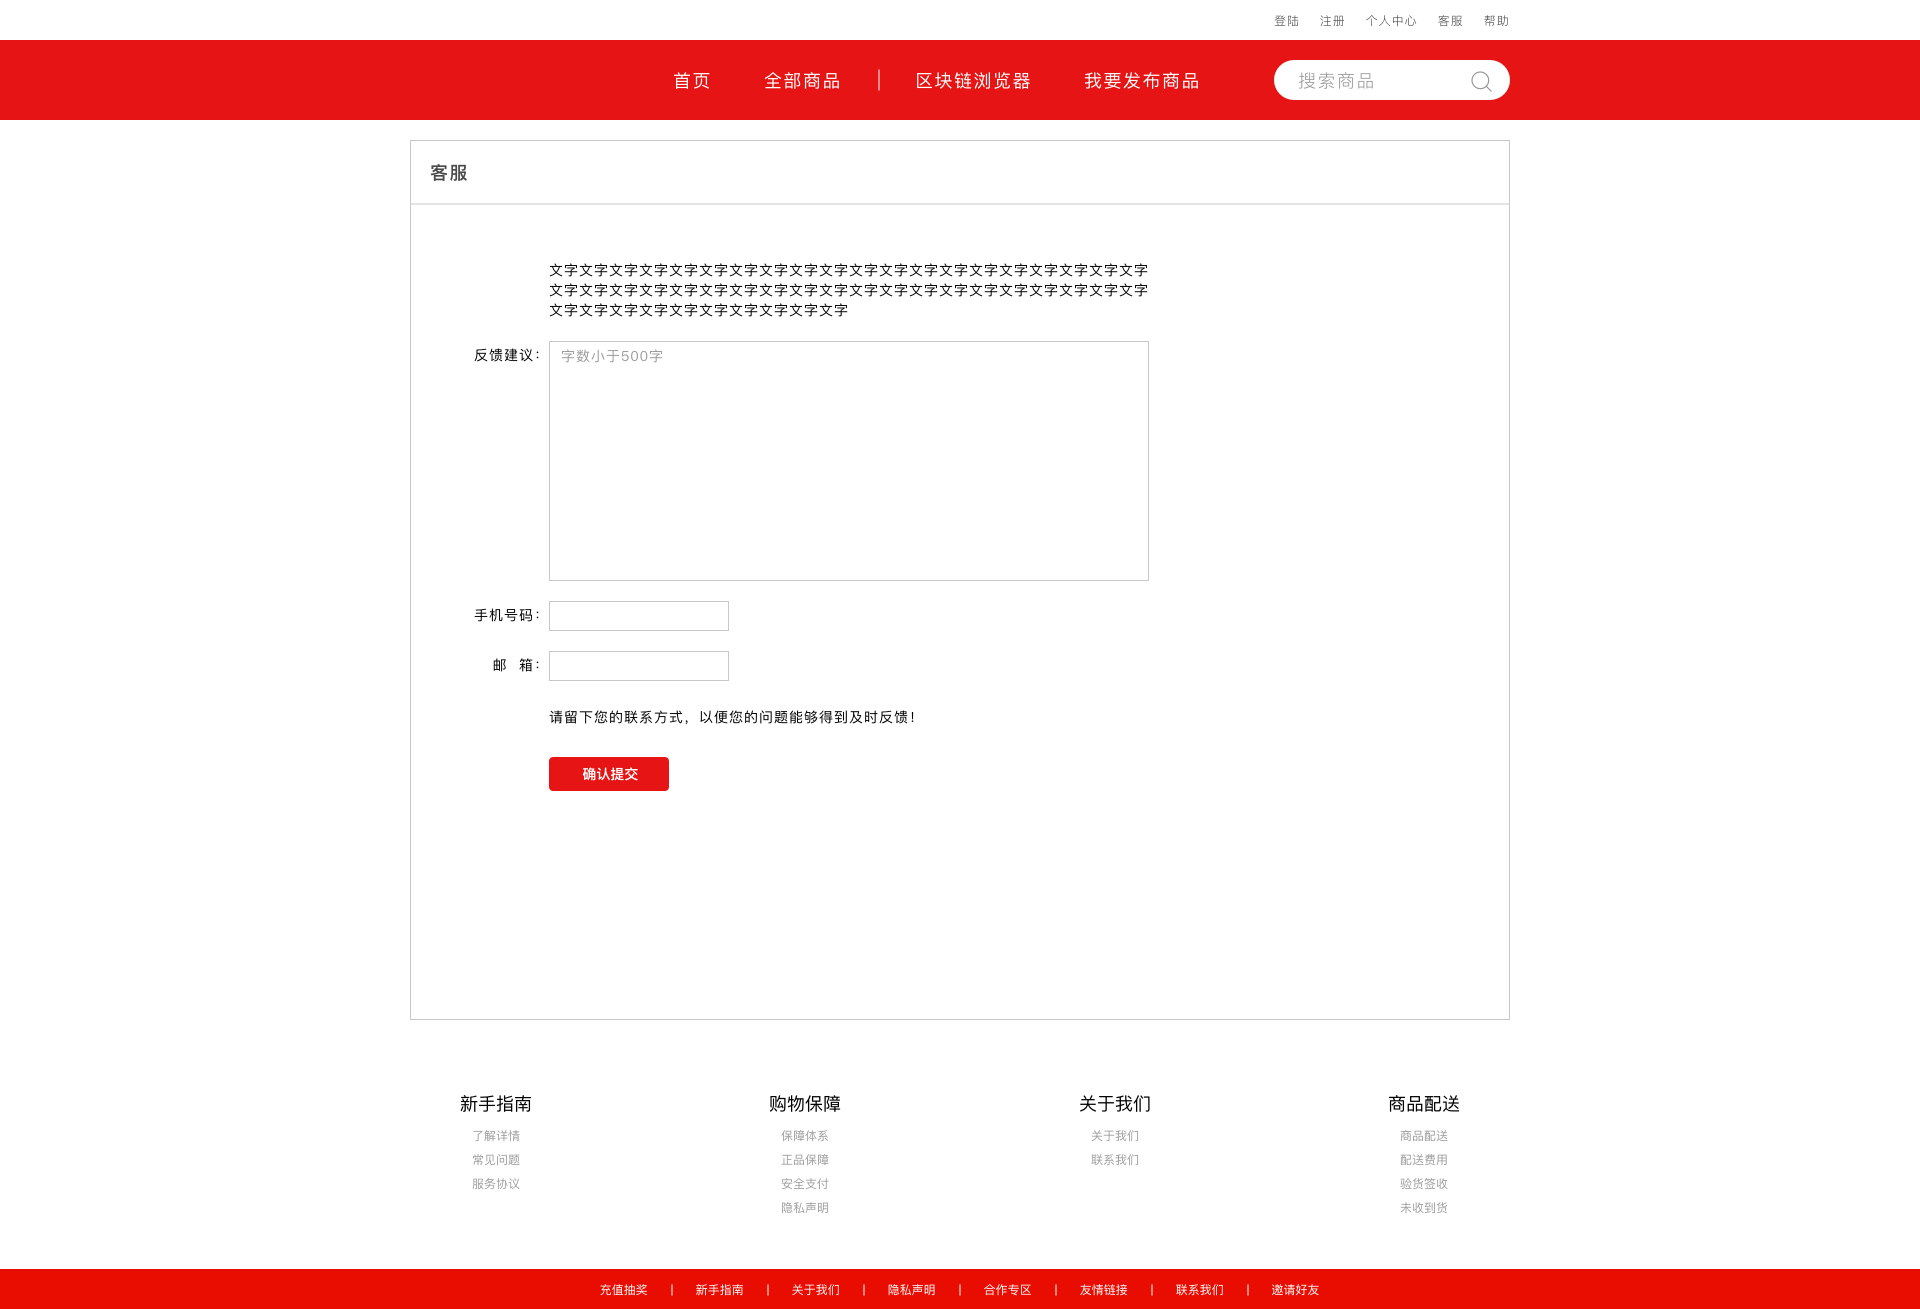 登陆 注册 个人中心 客服 帮助
首页 全部商品 | 区块链浏览器 我要发布商品 搜索商品
客服
文字文字文字文字文字文字文字文字文字文字文字文字文字文字文字文字文字文字文字文字
文字文字文字文字文字文字文字文字文字文字文字文字文字文字文字文字文字文字文字文字
文字文字文字文字文字文字文字文字文字文字
反馈建议： 字数小于500字
手机号码：
邮 箱：
请留下您的联系方式，以便您的问题能够得到及时反馈！
确认提交
新手指南 购物保障 关于我们 商品配送
了解详情 保障体系 关于我们 商品配送
常见问题 正品保障 联系我们 配送费用
服务协议 安全支付 验货签收
隐私声明 未收到货
充值抽奖 | 新手指南 | 关于我们 | 隐私声明 | 合作专区 | 友情链接 | 联系我们 | 邀请好友